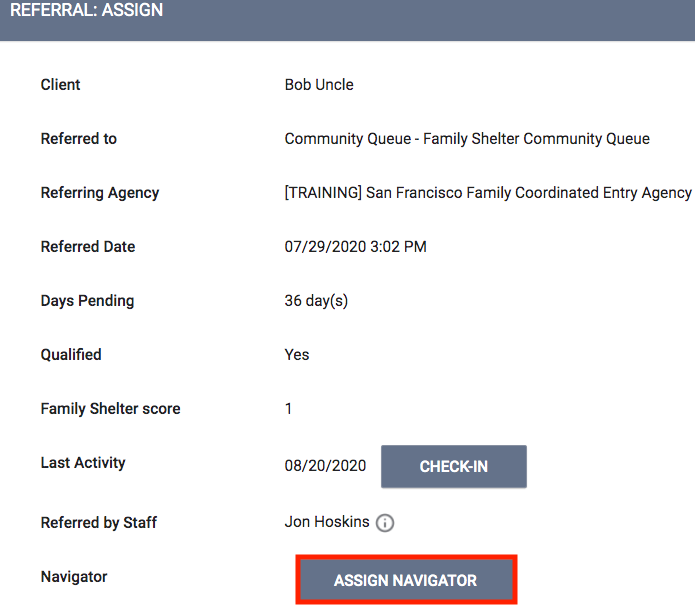 REFERRAL: ASSIGN
Client Bob Uncle
Referred to Community Queue - Family Shelter Community Queue
Referring Agency [TRAINING] San Francisco Family Coordinated Entry Agency
Referred Date 07/29/2020 3:02 PM
Days Pending 36 day(s)
Qualified Yes
Family Shelter score 1
Last Activity 08/20/2020 CHECK-IN
Referred by Staff Jon Hoskins
Navigator ASSIGN NAVIGATOR